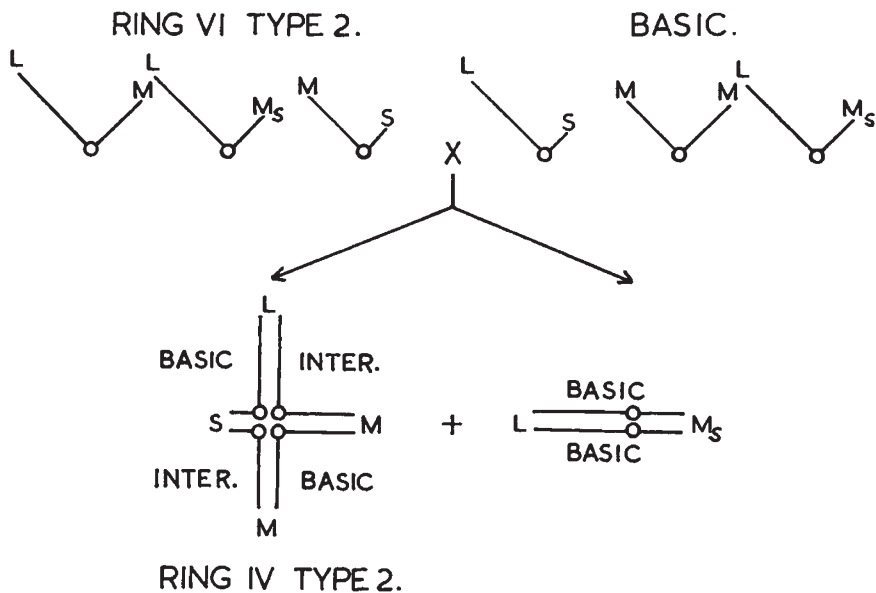 RING VI TYPE 2. BASIC.
L M L Ms M S X L S M M L Ms
L
BASIC INTER.
S M + L BASIC Ms
BASIC
INTER. BASIC
M
RING IV TYPE 2.